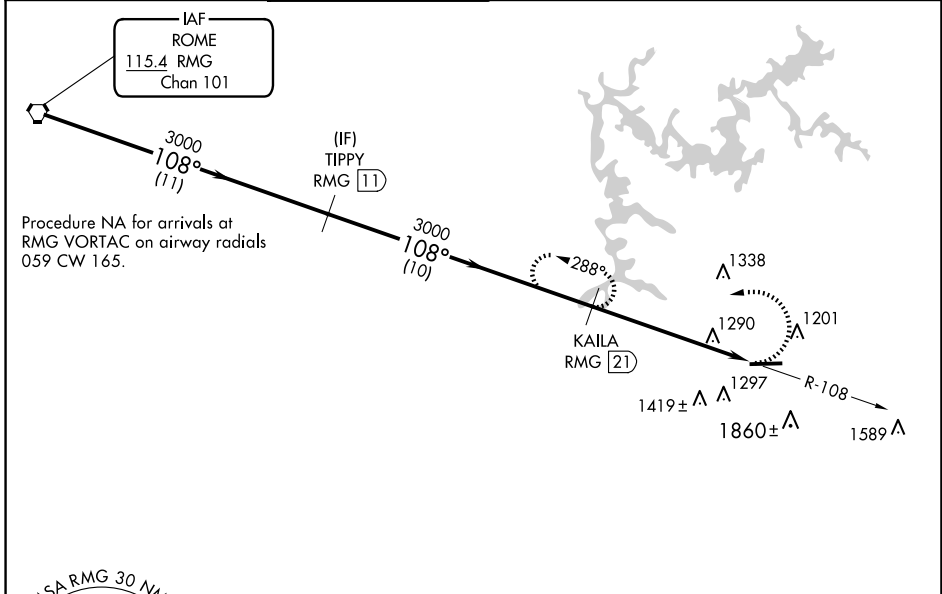 IAF
ROME
115.4 RMG
Chan 101
3000
108°
(11)
(IF)
TIPPY
RMG 11
Procedure NA for arrivals at
RMG VORTAC on airway radials
059 CW 165.
3000
108°
(10)
288°
KAILA
RMG 21
1338
1290
1201
1297
1419±
1860±
R-108
1589
SA RMG 30 NM